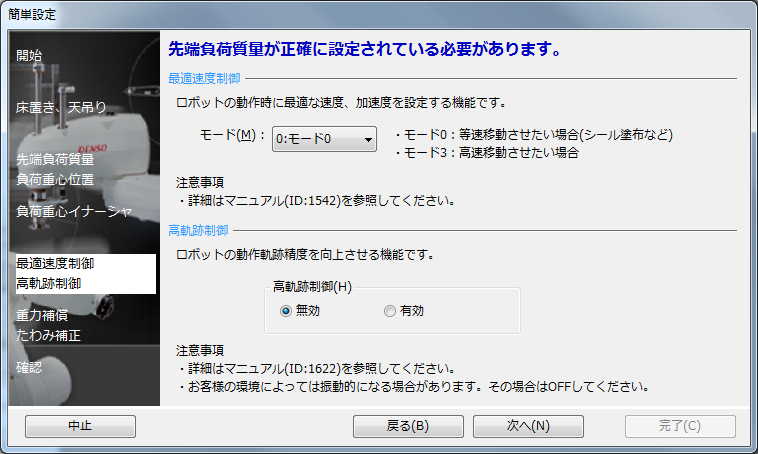 簡単設定
開始
床置き、天吊り
先端負荷質量
負荷重心位置
負荷重心イナーシャ
最適速度制御
高軌跡制御
重力補償
たわみ補正
確認
DENSO
先端負荷質量が正確に設定されている必要があります。
最適速度制御
ロボットの動作時に最適な速度、加速度を設定する機能です。
モード(M)： 0:モード0 ・モード0：等速移動させたい場合(シール塗布など)
・モード3：高速移動させたい場合
注意事項
・詳細はマニュアル(ID:1542)を参照してください。
高軌跡制御
ロボットの動作軌跡精度を向上させる機能です。
高軌跡制御(H)
無効 有効
注意事項
・詳細はマニュアル(ID:1622)を参照してください。
・お客様の環境によっては振動的になる場合があります。その場合はOFFしてください。
中止 戻る(B) 次へ(N) 完了(C)